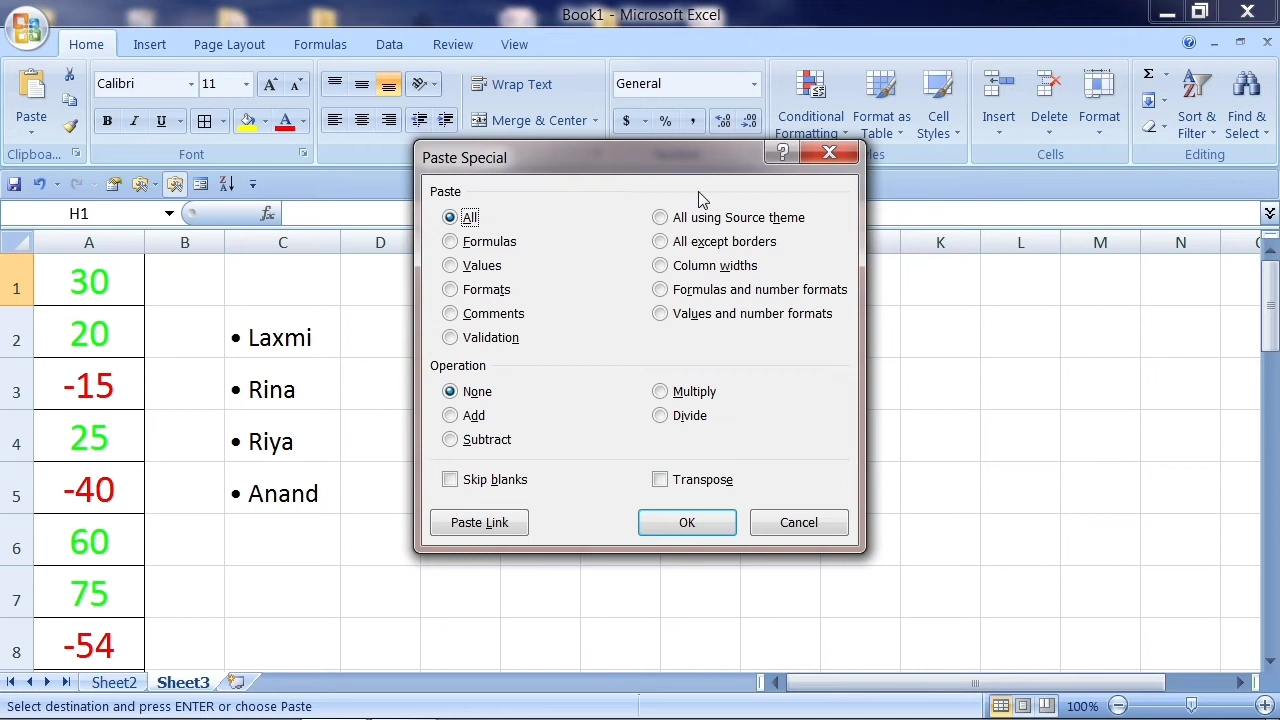 Book1 - Microsoft Excel
Home Insert Page Layout Formulas Data Review View
Calibri 11 Wrap Text General
Paste B I U Merge & Center $ % , Conditional Formatting Format as Table Cell Styles Insert Delete Format Σ Sort & Filter Find & Select
Clipboa... Font Cells Editing
H1 fx
A B C D K L M N
Paste Special
Paste
All All using Source theme
Formulas All except borders
Values Column widths
Formats Formulas and number formats
Comments Values and number formats
Validation
Operation
None Multiply
Add Divide
Subtract
Skip blanks Transpose
Paste Link OK Cancel
1 30
2 20 • Laxmi
3 -15 • Rina
4 25 • Riya
5 -40 • Anand
6 60
7 75
8 -54
Sheet2 Sheet3
Select destination and press ENTER or choose Paste 100%